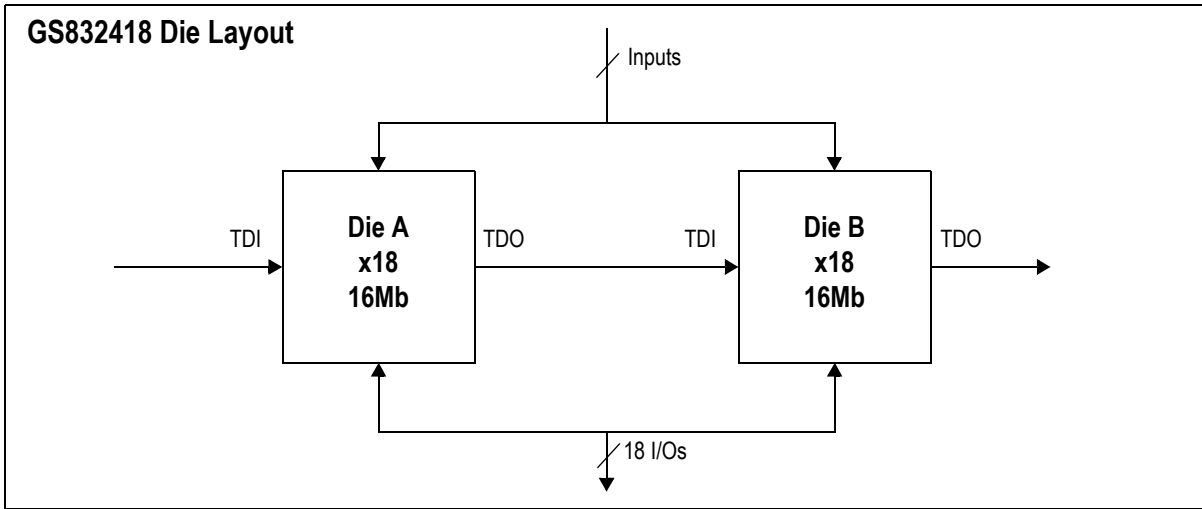 GS832418 Die Layout
Inputs
TDI
Die A
x18
16Mb
TDO
TDI
Die B
x18
16Mb
TDO
18 I/Os